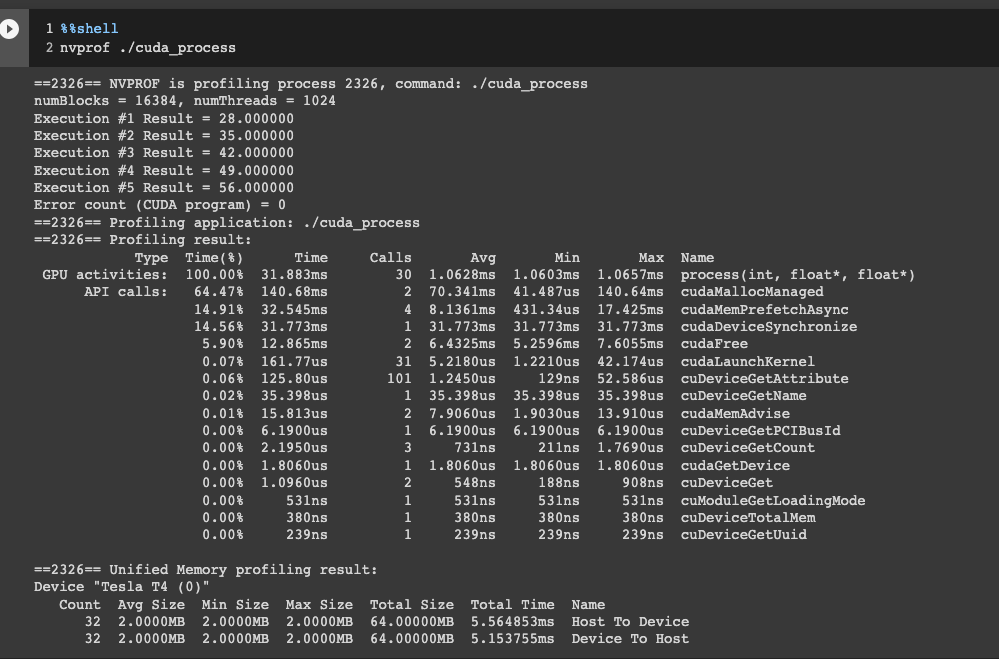 1 %%shell
2 nvprof ./cuda_process
==2326== NVPROF is profiling process 2326, command: ./cuda_process
numBlocks = 16384, numThreads = 1024
Execution #1 Result = 28.000000
Execution #2 Result = 35.000000
Execution #3 Result = 42.000000
Execution #4 Result = 49.000000
Execution #5 Result = 56.000000
Error count (CUDA program) = 0
==2326== Profiling application: ./cuda_process
==2326== Profiling result:
Type Time(%) Time Calls Avg Min Max Name
GPU activities: 100.00% 31.883ms 30 1.0628ms 1.0603ms 1.0657ms process(int, float*, float*)
API calls: 64.47% 140.68ms 2 70.341ms 41.487us 140.64ms cudaMallocManaged
14.91% 32.545ms 4 8.1361ms 431.34us 17.425ms cudaMemPrefetchAsync
14.56% 31.773ms 1 31.773ms 31.773ms 31.773ms cudaDeviceSynchronize
5.90% 12.865ms 2 6.4325ms 5.2596ms 7.6055ms cudaFree
0.07% 161.77us 31 5.2180us 1.2210us 42.174us cudaLaunchKernel
0.06% 125.80us 101 1.2450us 129ns 52.586us cuDeviceGetAttribute
0.02% 35.398us 1 35.398us 35.398us 35.398us cuDeviceGetName
0.01% 15.813us 2 7.9060us 1.9030us 13.910us cudaMemAdvise
0.00% 6.1900us 1 6.1900us 6.1900us 6.1900us cuDeviceGetPCIBusId
0.00% 2.1950us 3 731ns 211ns 1.7690us cuDeviceGetCount
0.00% 1.8060us 1 1.8060us 1.8060us 1.8060us cudaGetDevice
0.00% 1.0960us 2 548ns 188ns 908ns cuDeviceGet
0.00% 531ns 1 531ns 531ns 531ns cuModuleGetLoadingMode
0.00% 380ns 1 380ns 380ns 380ns cuDeviceTotalMem
0.00% 239ns 1 239ns 239ns 239ns cuDeviceGetUuid
==2326== Unified Memory profiling result:
Device "Tesla T4 (0)"
Count Avg Size Min Size Max Size Total Size Total Time Name
32 2.0000MB 2.0000MB 2.0000MB 64.00000MB 5.564853ms Host To Device
32 2.0000MB 2.0000MB 2.0000MB 64.00000MB 5.153755ms Device To Host